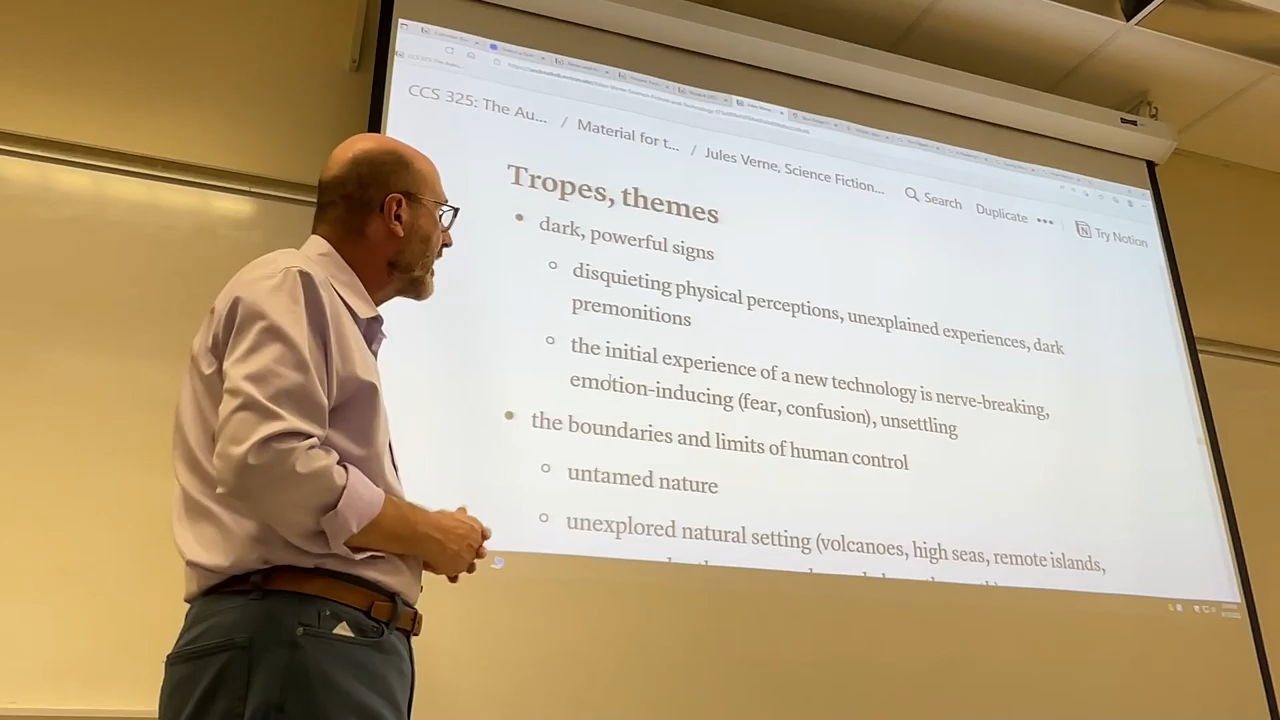 CCS 325: The Au... / Material for t... / Jules Verne, Science Fiction... Search Duplicate ••• Try Notion
Tropes, themes
dark, powerful signs
disquieting physical perceptions, unexplained experiences, dark
premonitions
the initial experience of a new technology is nerve-breaking,
emotion-inducing (fear, confusion), unsettling
the boundaries and limits of human control
untamed nature
unexplored natural setting (volcanoes, high seas, remote islands,